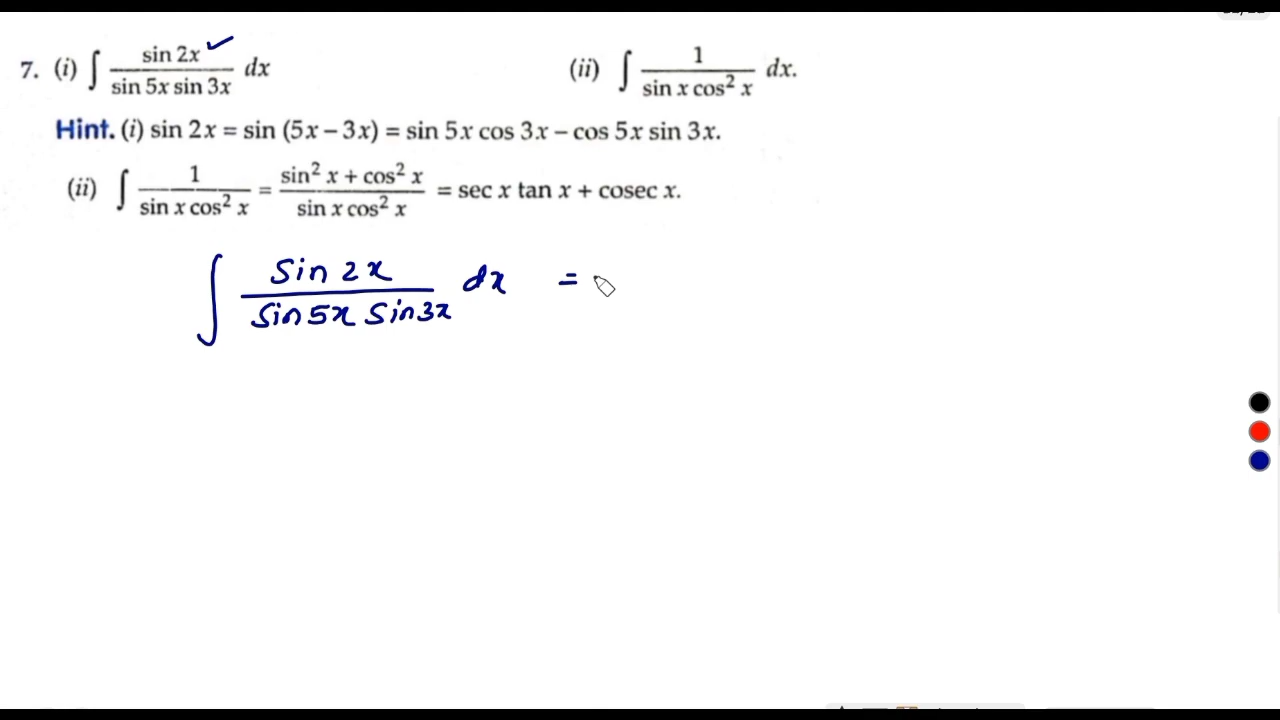 7. (i) ∫ sin 2x / sin 5x sin 3x dx (ii) ∫ 1 / sin x cos² x dx.
Hint. (i) sin 2x = sin (5x – 3x) = sin 5x cos 3x – cos 5x sin 3x.
(ii) ∫ 1 / sin x cos² x = sin² x + cos² x / sin x cos² x = sec x tan x + cosec x.
∫ Sin 2x / Sin 5x Sin 3x dx =